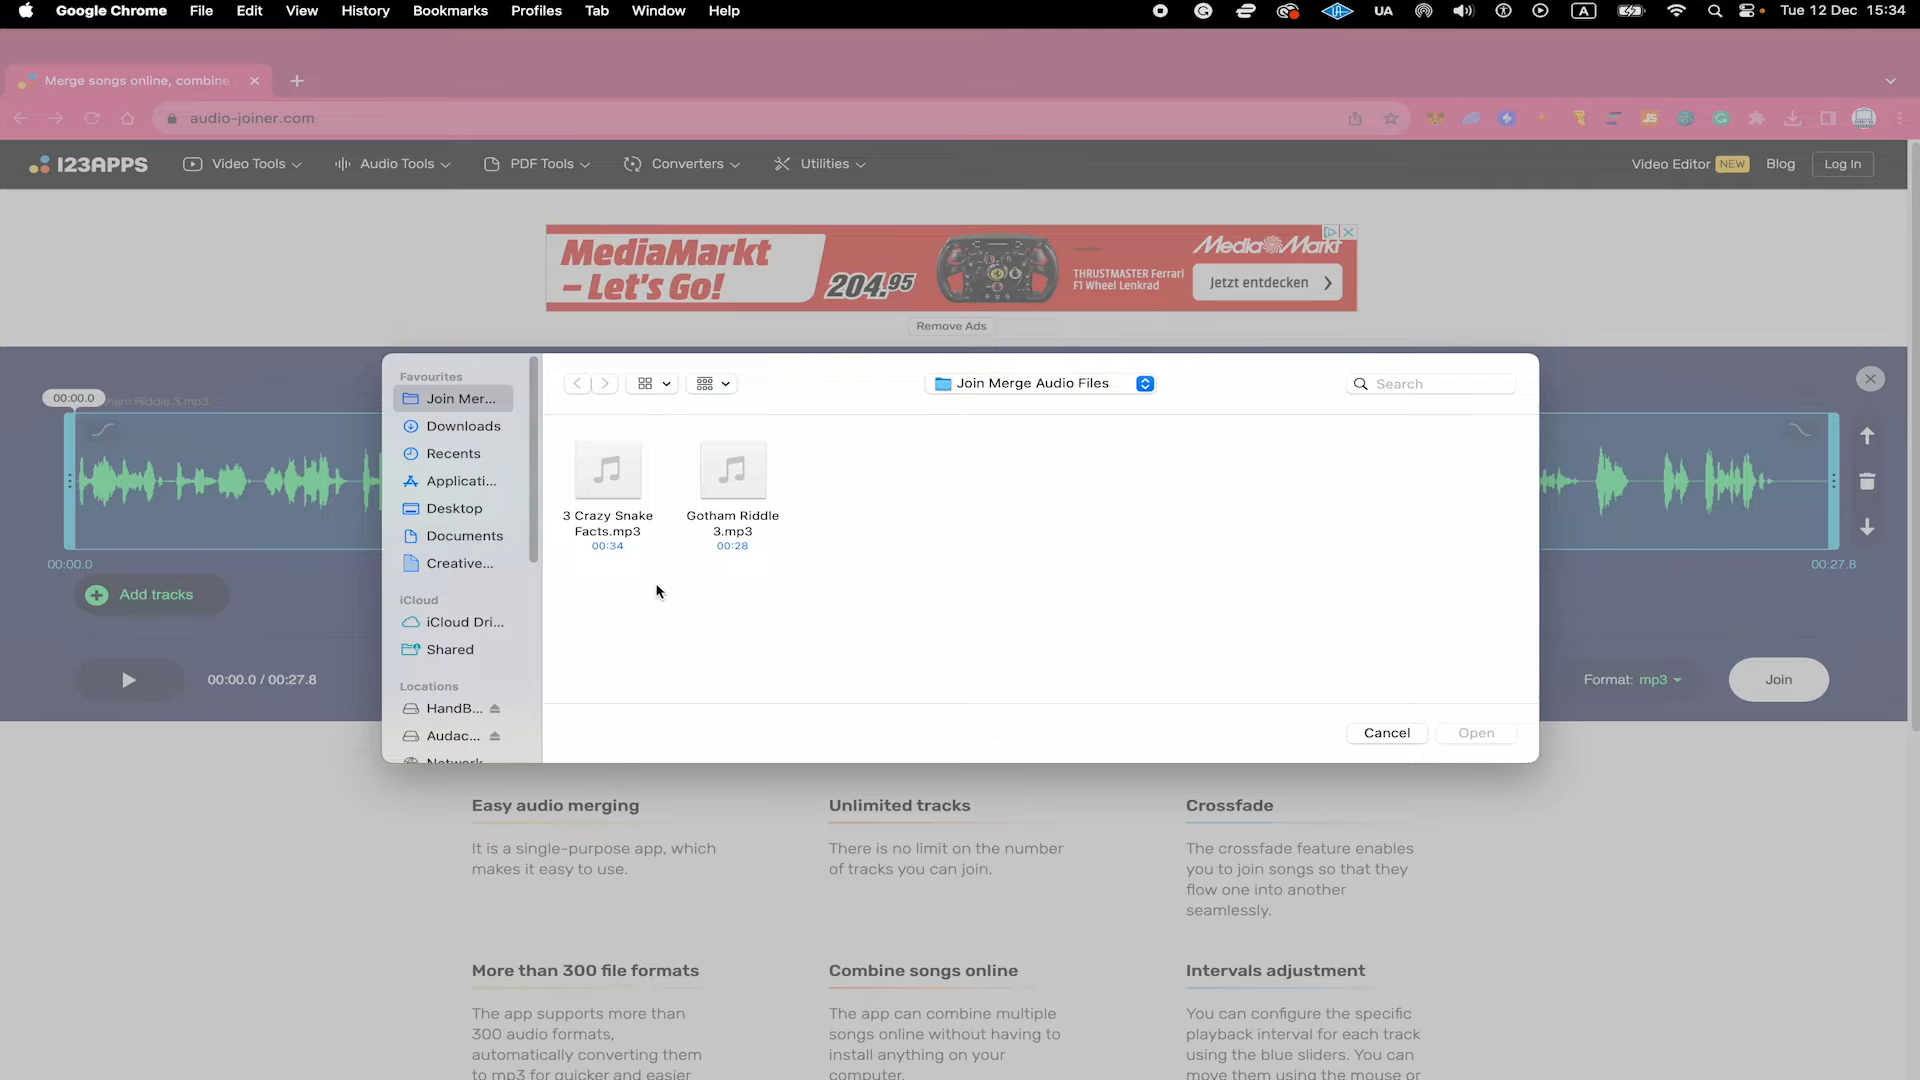 Google Chrome File Edit View History Bookmarks Profiles Tab Window Help UA A Tue 12 Dec 15:34
Merge songs online, combine
audio-joiner.com
JS
123APPS Video Tools Audio Tools PDF Tools Converters Utilities Video Editor NEW Blog Log In
MediaMarkt
– Let's Go!
204.95
THRUSTMASTER Ferrari
F1 Wheel Lenkrad
MediaMarkt
Jetzt entdecken
Remove Ads
Favourites
Join Mer...
Downloads
Recents
Applicati...
Desktop
Documents
Creative...
iCloud
iCloud Dri...
Shared
Locations
HandB...
Audac...
Network
Join Merge Audio Files
Search
3 Crazy Snake
Facts.mp3
00:34
Gotham Riddle
3.mp3
00:28
Cancel Open
00:00.0
ham Riddle 3.mp3
00:00.0
00:27.8
Add tracks
00:00.0 / 00:27.8
Format: mp3
Join
Easy audio merging
It is a single-purpose app, which
makes it easy to use.
Unlimited tracks
There is no limit on the number
of tracks you can join.
Crossfade
The crossfade feature enables
you to join songs so that they
flow one into another
seamlessly.
More than 300 file formats
The app supports more than
300 audio formats,
automatically converting them
to mp3 for quicker and easier
Combine songs online
The app can combine multiple
songs online without having to
install anything on your
computer.
Intervals adjustment
You can configure the specific
playback interval for each track
using the blue sliders. You can
move them using the mouse or